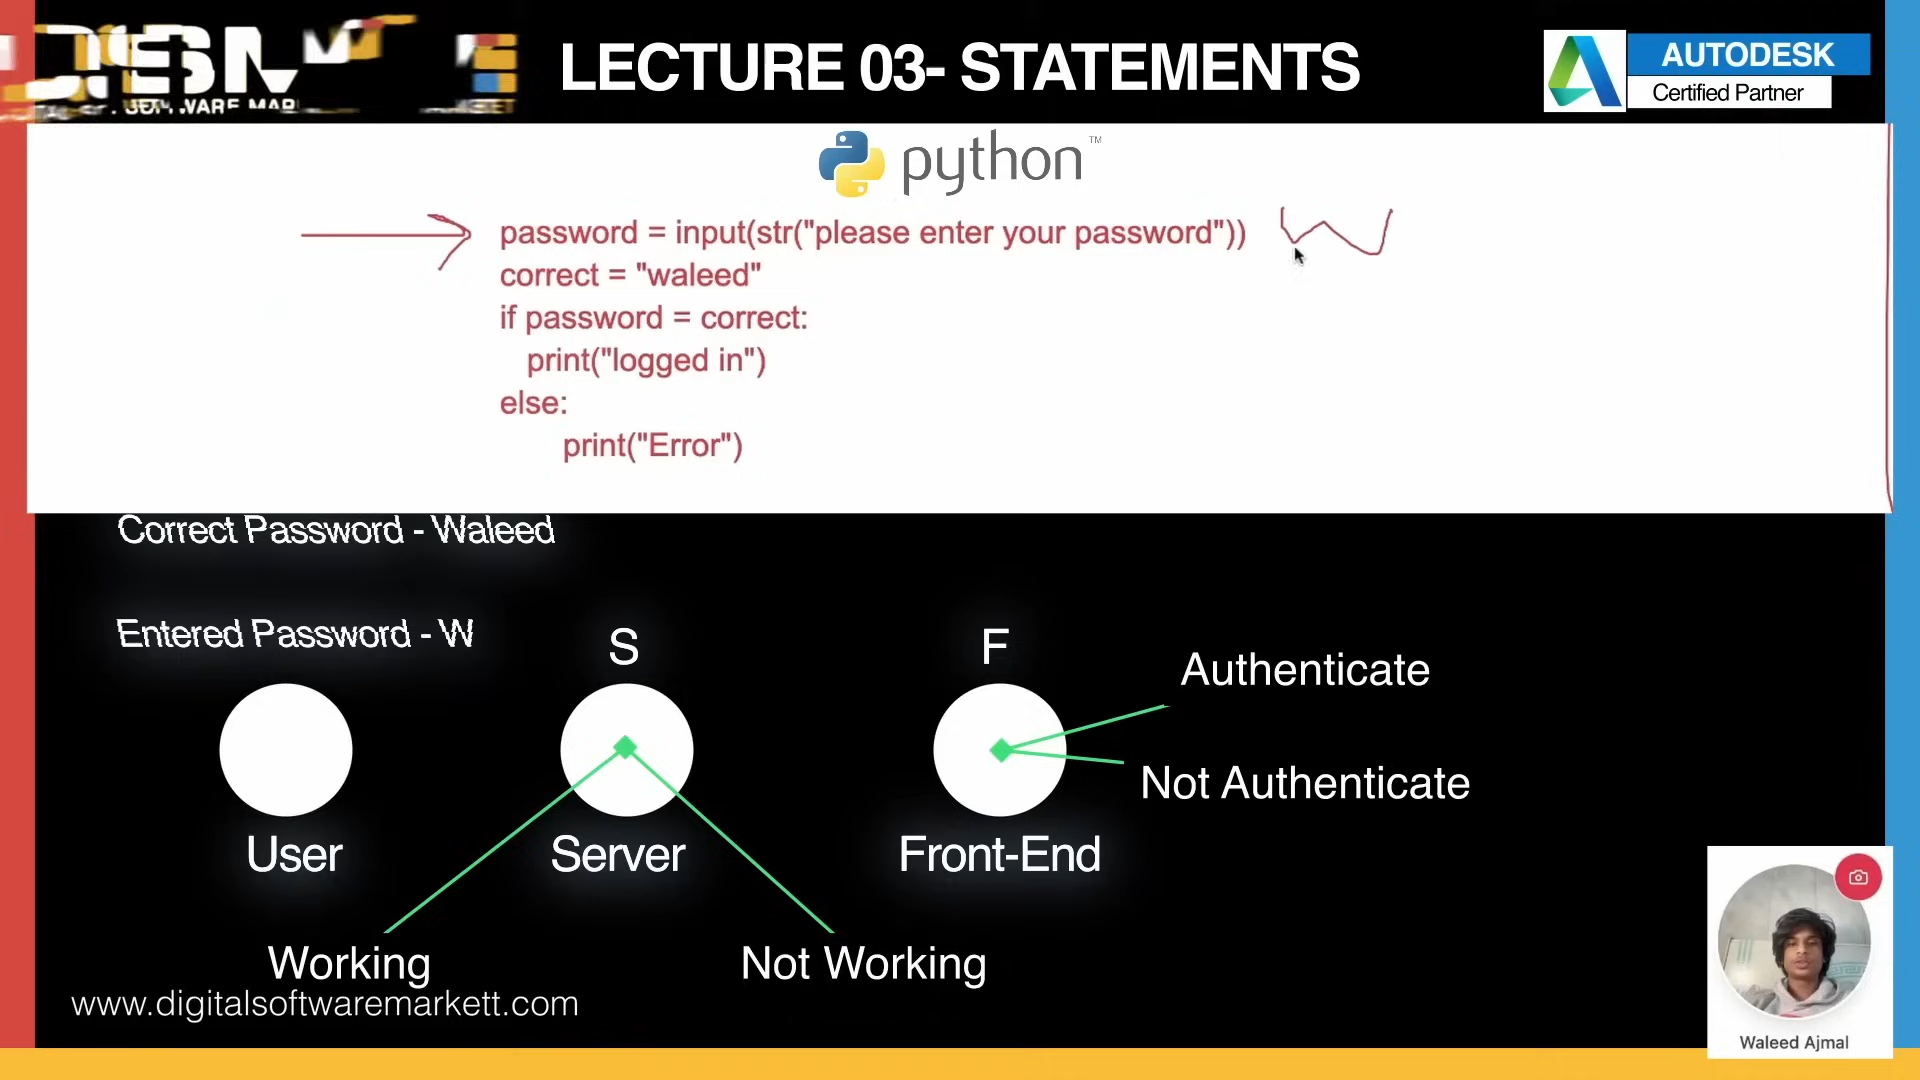 LECTURE 03- STATEMENTS
AUTODESK
Certified Partner
python™
password = input(str("please enter your password"))
W
correct = "waleed"
if password = correct:
print("logged in")
else:
print("Error")
Correct Password - Waleed
Entered Password - W
S
F
Authenticate
Not Authenticate
User
Server
Front-End
Working
Not Working
www.digitalsoftwaremarkett.com
Waleed Ajmal